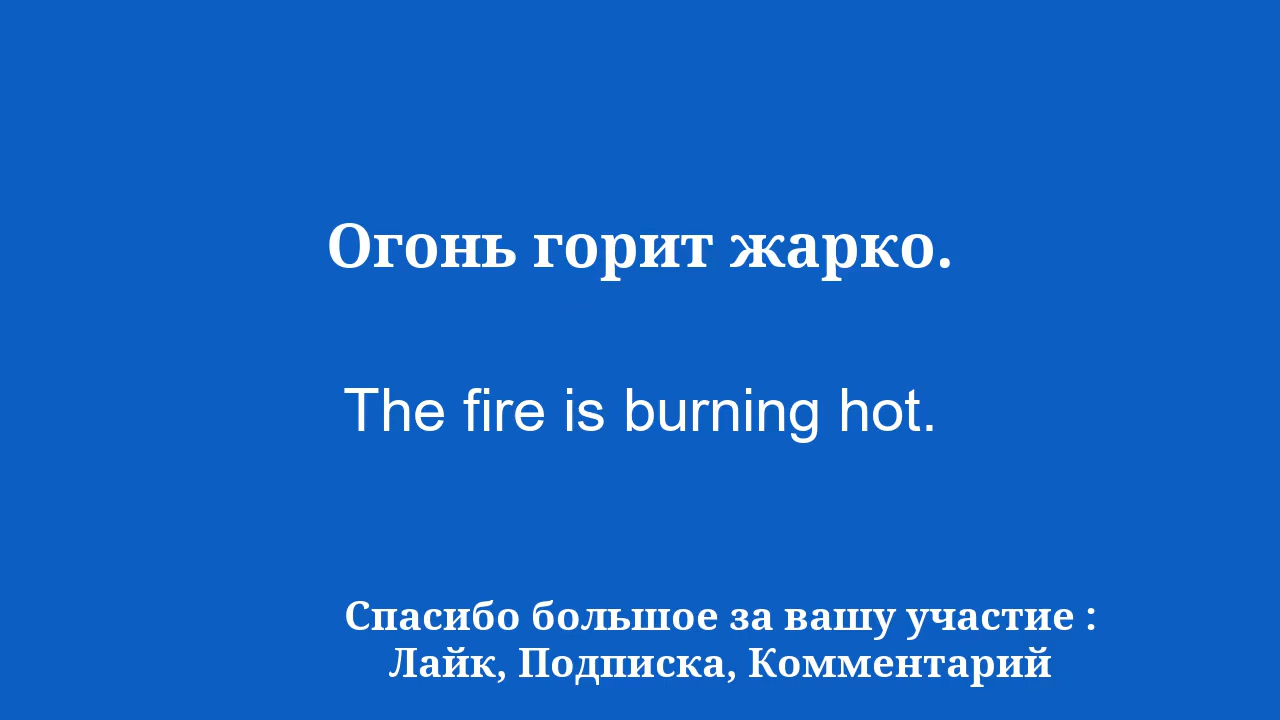 Огонь горит жарко.
The fire is burning hot.
Спасибо большое за вашу участие :
Лайк, Подписка, Комментарий